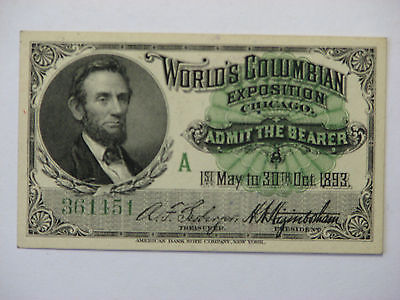 WORLD'S COLUMBIAN
EXPOSITION
CHICAGO.
ADMIT THE BEARER
A
1ST May to 30TH Oct. 1893.
361451
TREASURER.
PRESIDENT
AMERICAN BANK NOTE COMPANY, NEW YORK.